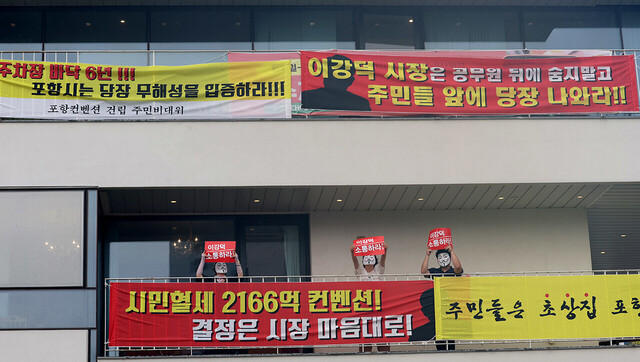 주차장 바닥 6년 !!!
포항시는 당장 무해성을 입증하라!!!
포항컨벤션 건립 주민비대위
이강덕 시장은 공무원 뒤에 숨지말고
주민들 앞에 당장 나와라!!
이강덕
소통하라!
이강덕
소통하라!
이강덕
소통하라!
시민혈세 2166억 컨벤션!
결정은 시장 마음대로!
주민들은 초상집 포항